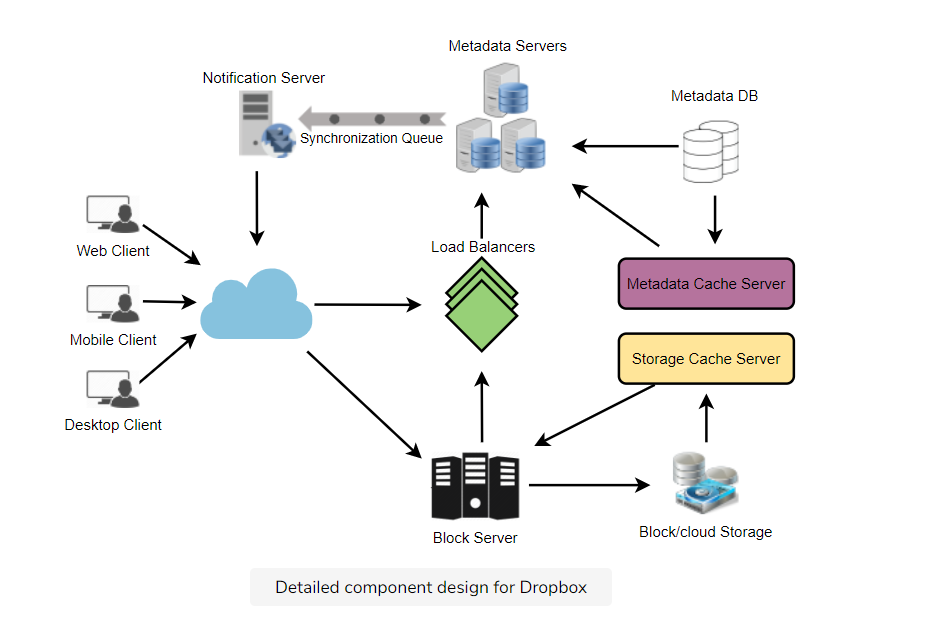 Metadata Servers
Notification Server
Metadata DB
Synchronization Queue
Web Client
Load Balancers
Metadata Cache Server
Mobile Client
Storage Cache Server
Desktop Client
Block Server
Block/cloud Storage
Detailed component design for Dropbox